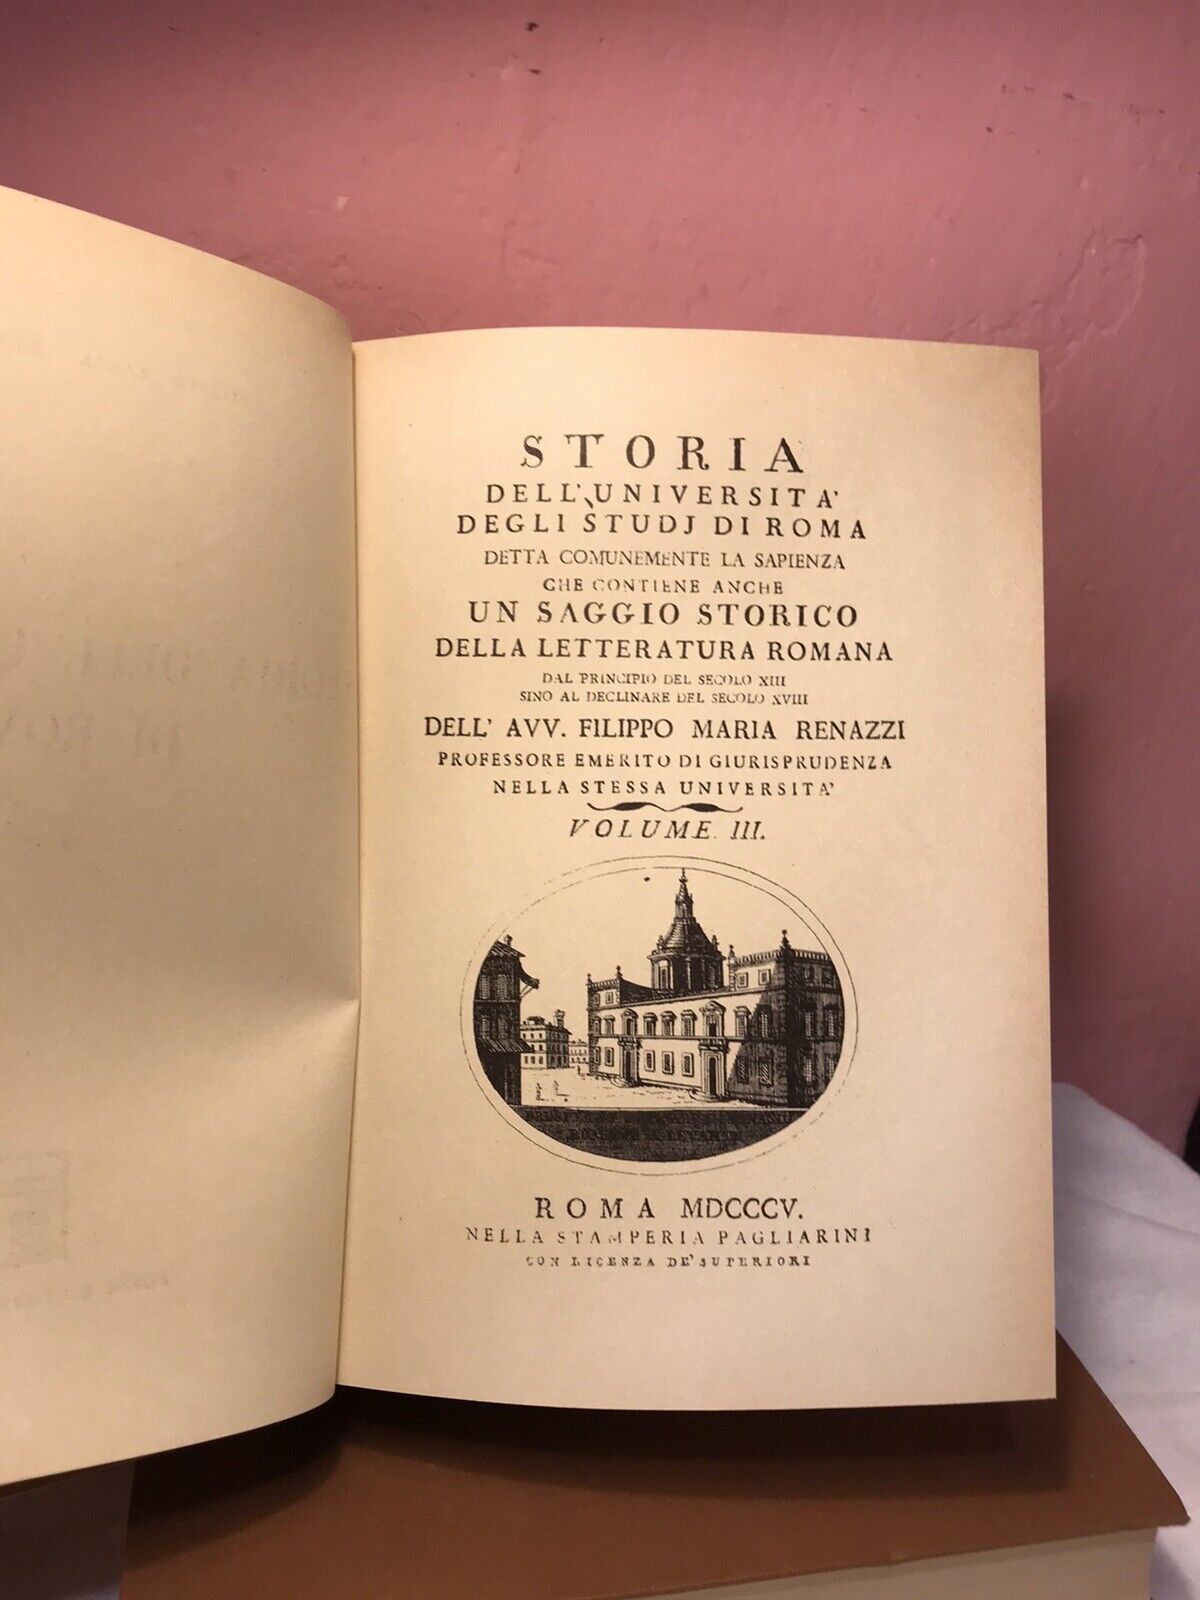 STORIA
DELL' UNIVERSITA'
DEGLI STUDJ DI ROMA
DETTA COMUNEMENTE LA SAPIENZA
CHE CONTIENE ANCHE
UN SAGGIO STORICO
DELLA LETTERATURA ROMANA
DAL PRINCIPIO DEL SECOLO XIII
SINO AL DECLINARE DEL SECOLO XVIII
DELL' AVV. FILIPPO MARIA RENAZZI
PROFESSORE EMERITO DI GIURISPRUDENZA
NELLA STESSA UNIVERSITA'
VOLUME III.
ROMA MDCCCV.
NELLA STAMPERIA PAGLIARINI
CON LICENZA DE' SUPERIORI